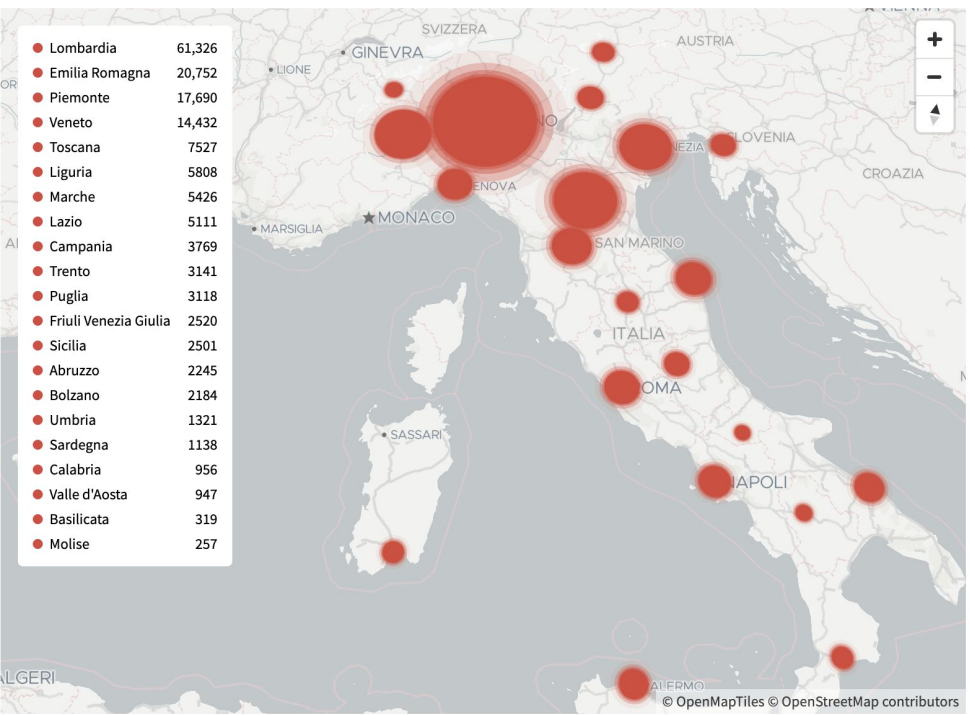 Lombardia 61,326
Emilia Romagna 20,752
Piemonte 17,690
Veneto 14,432
Toscana 7527
Liguria 5808
Marche 5426
Lazio 5111
Campania 3769
Trento 3141
Puglia 3118
Friuli Venezia Giulia 2520
Sicilia 2501
Abruzzo 2245
Bolzano 2184
Umbria 1321
Sardegna 1138
Calabria 956
Valle d'Aosta 947
Basilicata 319
Molise 257
SVIZZERA
AUSTRIA
GINEVRA
LIONE
NO
SLOVENIA
NEZIA
CROAZIA
ENOVA
MONACO
MARSIGLIA
SAN MARINO
ITALIA
OMA
SASSARI
NAPOLI
ALERMO
LGERI
+
−
© OpenMapTiles © OpenStreetMap contributors